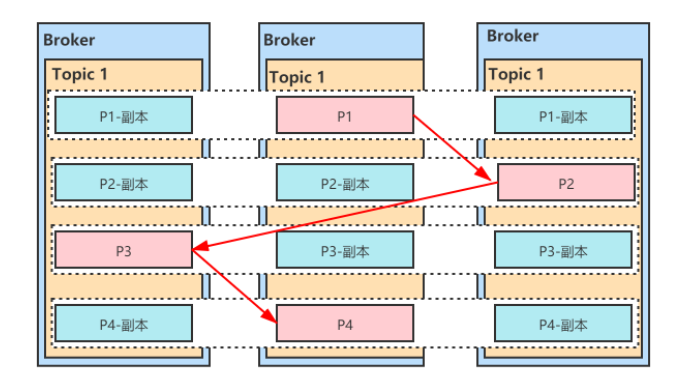 Broker
Broker
Broker
Topic 1
Topic 1
Topic 1
P1-副本
P1
P1-副本
P2-副本
P2-副本
P2
P3
P3-副本
P3-副本
P4-副本
P4
P4-副本